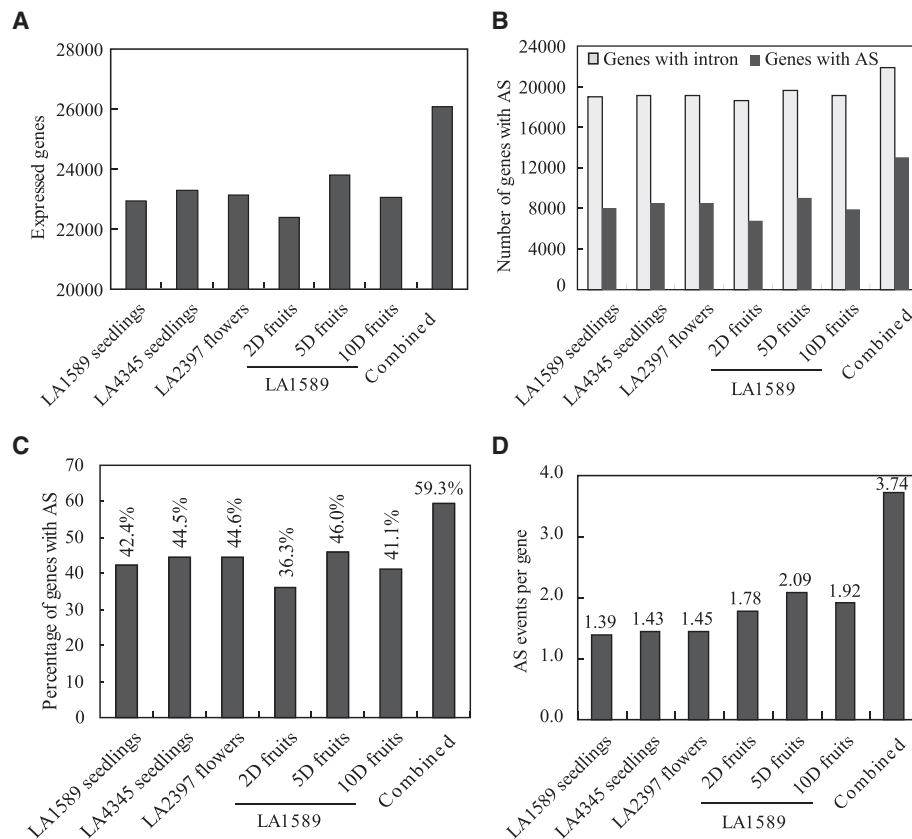 A
Expressed genes
28000
26000
24000
22000
20000
LA1589 seedlings
LA4345 seedlings
LA2397 flowers
2D fruits
5D fruits
10D fruits
Combined
LA1589
B
Number of genes with AS
24000
20000
16000
12000
8000
4000
0
Genes with intron
Genes with AS
LA1589 seedlings
LA4345 seedlings
LA2397 flowers
2D fruits
5D fruits
10D fruits
Combined
LA1589
C
Percentage of genes with AS
70
60
50
40
30
20
10
0
42.4%
44.5%
44.6%
36.3%
46.0%
41.1%
59.3%
LA1589 seedlings
LA4345 seedlings
LA2397 flowers
2D fruits
5D fruits
10D fruits
Combined
LA1589
D
AS events per gene
4.0
3.0
2.0
1.0
0.0
1.39
1.43
1.45
1.78
2.09
1.92
3.74
LA1589 seedlings
LA4345 seedlings
LA2397 flowers
2D fruits
5D fruits
10D fruits
Combined
LA1589